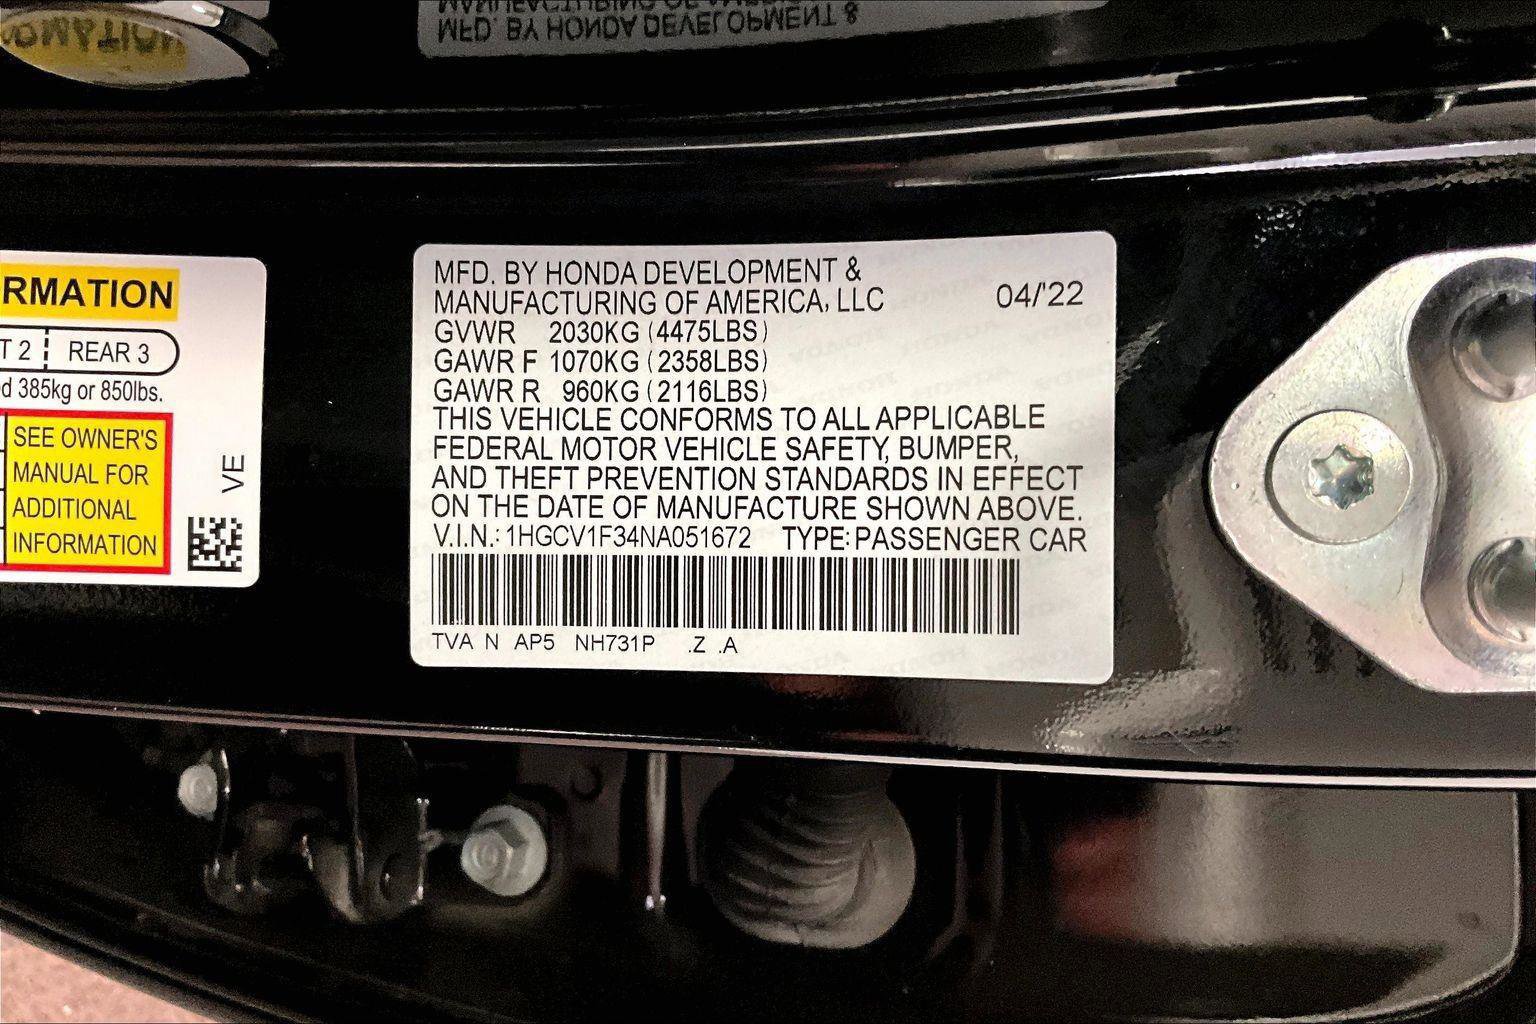 MFD. BY HONDA DEVELOPMENT &
RMATION
T 2 REAR 3
385kg or 850lbs.
SEE OWNER'S
MANUAL FOR
ADDITIONAL
INFORMATION
VE
MFD. BY HONDA DEVELOPMENT &
MANUFACTURING OF AMERICA, LLC 04/'22
GVWR 2030KG (4475LBS)
GAWR F 1070KG (2358LBS)
GAWR R 960KG (2116LBS)
THIS VEHICLE CONFORMS TO ALL APPLICABLE
FEDERAL MOTOR VEHICLE SAFETY, BUMPER,
AND THEFT PREVENTION STANDARDS IN EFFECT
ON THE DATE OF MANUFACTURE SHOWN ABOVE.
V.I.N.: 1HGCV1F34NA051672 TYPE: PASSENGER CAR
TVA N AP5 NH731P .Z .A